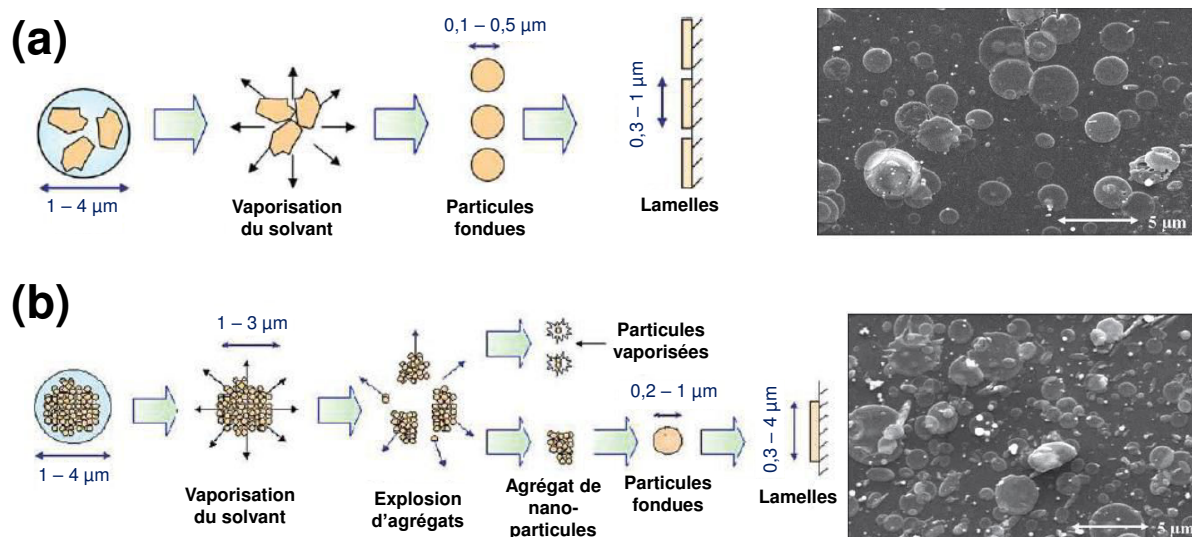 (a)
0,1 – 0,5 µm
0,3 – 1 µm
1 – 4 µm
Vaporisation
du solvant
Particules
fondues
Lamelles
5 µm
(b)
1 – 3 µm
Particules
vaporisées
0,2 – 1 µm
0,3 – 4 µm
1 – 4 µm
Vaporisation
du solvant
Explosion
d’agrégats
Agrégat de
nano-
particules
Particules
fondues
Lamelles
5 µm